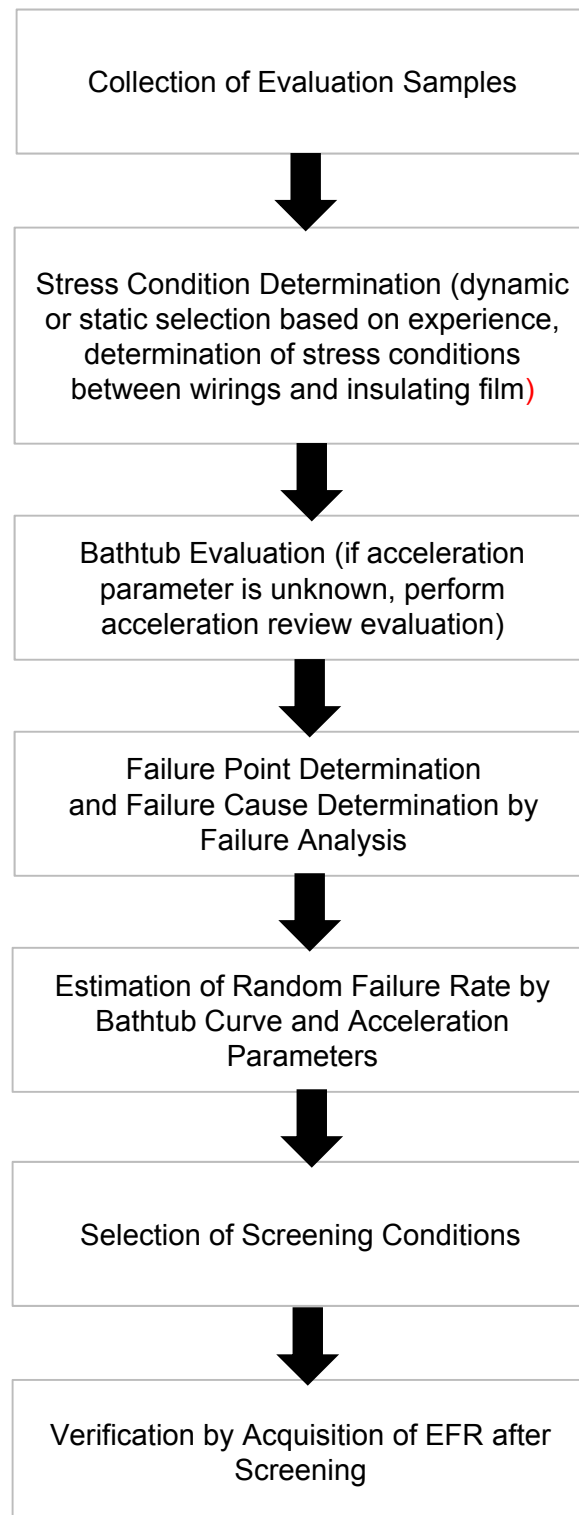 Collection of Evaluation Samples
Stress Condition Determination (dynamic
or static selection based on experience,
determination of stress conditions
between wirings and insulating film)
Bathtub Evaluation (if acceleration
parameter is unknown, perform
acceleration review evaluation)
Failure Point Determination
and Failure Cause Determination by
Failure Analysis
Estimation of Random Failure Rate by
Bathtub Curve and Acceleration
Parameters
Selection of Screening Conditions
Verification by Acquisition of EFR after
Screening